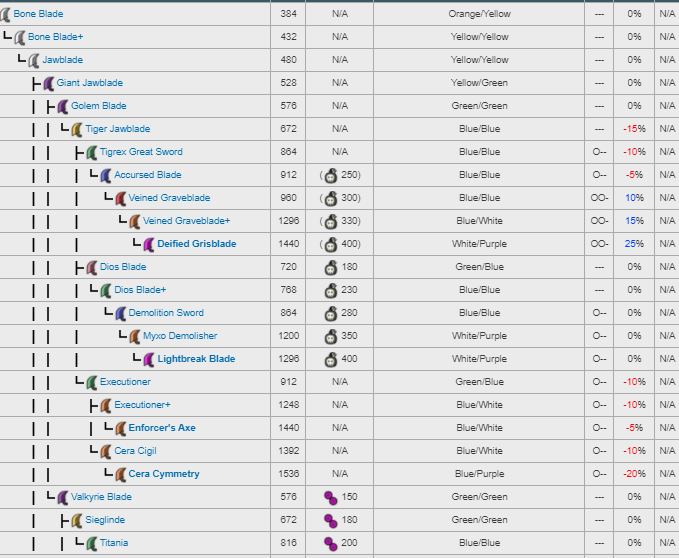 Bone Blade 384 N/A Orange/Yellow --- 0% N/A
Bone Blade+ 432 N/A Yellow/Yellow --- 0% N/A
Jawblade 480 N/A Yellow/Yellow --- 0% N/A
Giant Jawblade 528 N/A Yellow/Green --- 0% N/A
Golem Blade 576 N/A Green/Green --- 0% N/A
Tiger Jawblade 672 N/A Blue/Blue --- -15% N/A
Tigrex Great Sword 864 N/A Blue/Blue O-- -10% N/A
Accursed Blade 912 (250) Blue/Blue O-- -5% N/A
Veined Graveblade 960 (300) Blue/Blue OO- 10% N/A
Veined Graveblade+ 1296 (330) Blue/White OO- 15% N/A
Deified Grisblade 1440 (400) White/Purple OO- 25% N/A
Dios Blade 720 180 Green/Blue --- 0% N/A
Dios Blade+ 768 230 Blue/Blue --- 0% N/A
Demolition Sword 864 280 Blue/Blue O-- 0% N/A
Myxo Demolisher 1200 350 White/Purple O-- 0% N/A
Lightbreak Blade 1296 400 White/Purple O-- 0% N/A
Executioner 912 N/A Green/Blue O-- -10% N/A
Executioner+ 1248 N/A Blue/White O-- -10% N/A
Enforcer's Axe 1440 N/A Blue/White O-- -5% N/A
Cera Cigil 1392 N/A Blue/White O-- -10% N/A
Cera Cymmetry 1536 N/A Blue/Purple O-- -20% N/A
Valkyrie Blade 576 150 Green/Green --- 0% N/A
Sieglinde 672 180 Green/Green --- 0% N/A
Titania 816 200 Blue/Blue --- 0% N/A